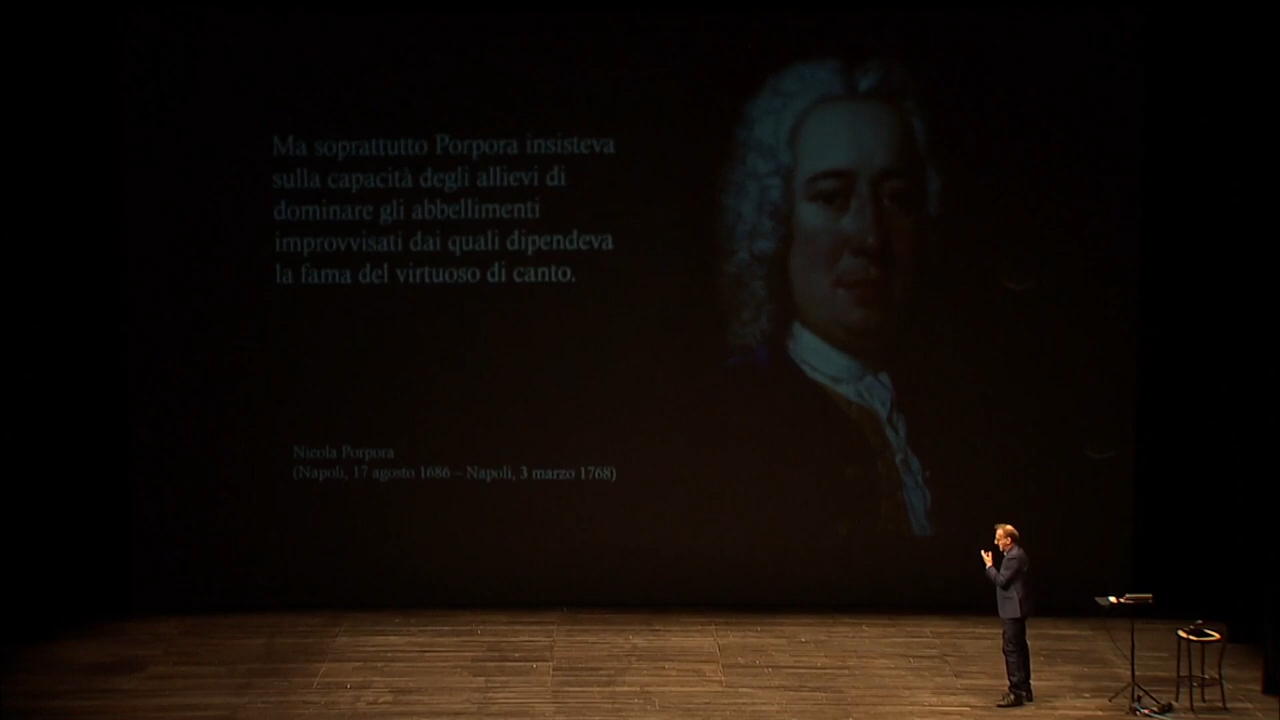 Ma soprattutto Porpora insisteva
sulla capacità degli allievi di
dominare gli abbellimenti
improvvisati dai quali dipendeva
la fama del virtuoso di canto.
Nicola Porpora
(Napoli, 17 agosto 1686 – Napoli, 3 marzo 1768)